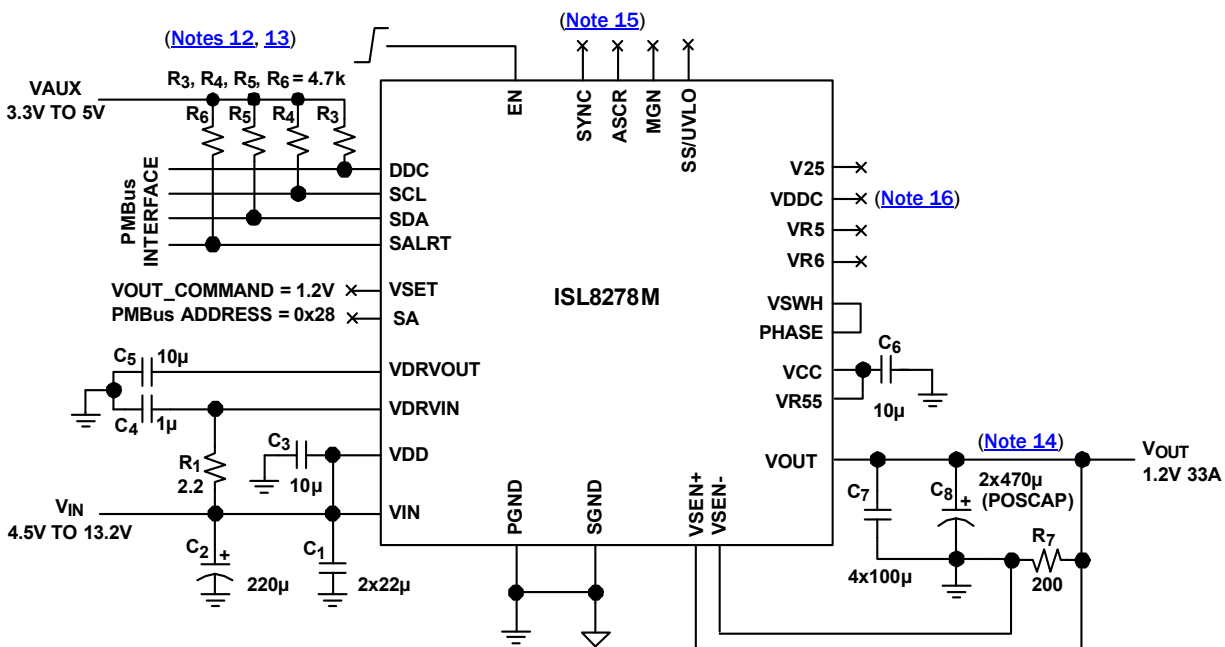 (Notes 12, 13)
(Note 15)
R3, R4, R5, R6 = 4.7k
VAUX
3.3V TO 5V
R6
R5
R4
R3
EN
SYNC
ASCR
MGN
SS/UVLO
PMBus
INTERFACE
DDC
SCL
SDA
SALRT
V25
VDDC
(Note 16)
VR5
VR6
VOUT_COMMAND = 1.2V
VSET
PMBus ADDRESS = 0x28
SA
ISL8278M
VSWH
PHASE
C5
10µ
VDRVOUT
C4
1µ
VDRVIN
VCC
VR55
C6
10µ
R1
2.2
C3
10µ
VDD
VIN
VIN
4.5V TO 13.2V
C2
+
220µ
C1
2x22µ
PGND
SGND
VSEN+
VSEN-
VOUT
(Note 14)
VOUT
1.2V 33A
C7
4x100µ
C8
+
2x470µ
(POSCAP)
R7
200